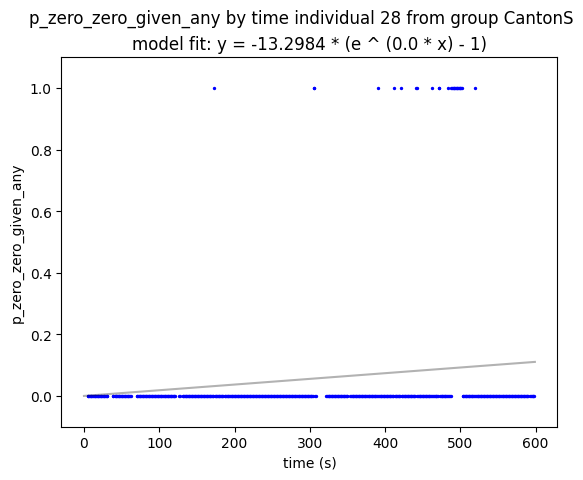 p_zero_zero_given_any by time individual 28 from group CantonS
model fit: y = -13.2984 * (e ^ (0.0 * x) - 1)
1.0
0.8
0.6
0.4
0.2
0.0
p_zero_zero_given_any
0 100 200 300 400 500 600
time (s)